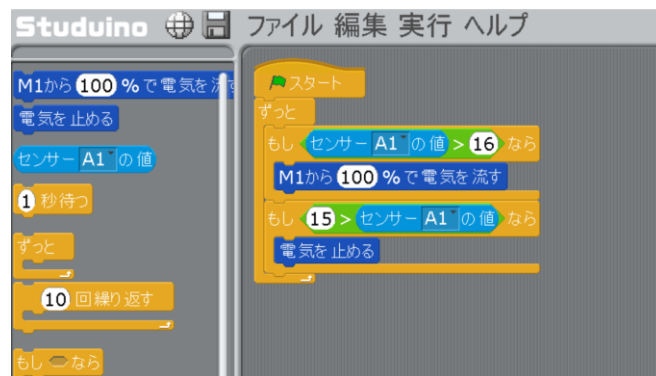 Studuino ファイル 編集 実行 ヘルプ
M1から 100 % で電気を流す
電気を止める
センサー A1 の値
1 秒待つ
ずっと
10 回繰り返す
もし なら
スタート
ずっと
もし センサー A1 の値 > 16 なら
M1から 100 % で電気を流す
もし 15 > センサー A1 の値 なら
電気を止める